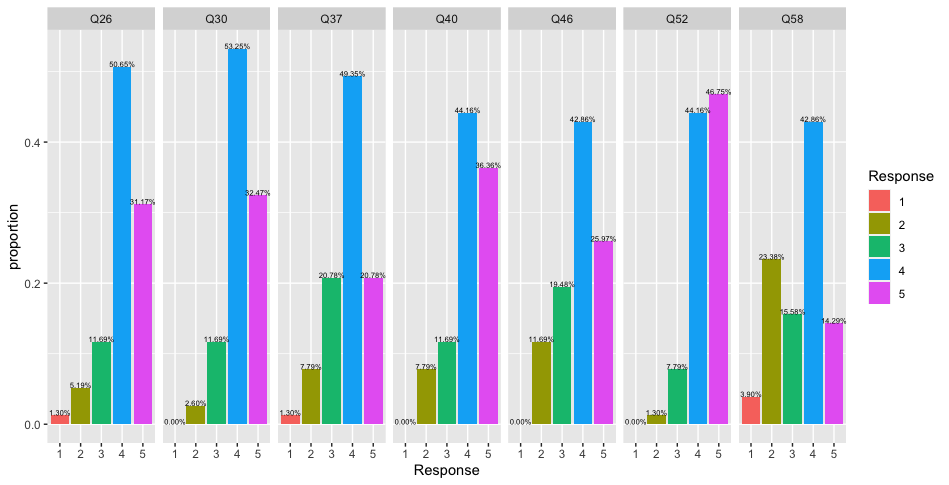 Q26 Q30 Q37 Q40 Q46 Q52 Q58
53.25%
50.65%
49.35%
46.75%
44.16% 44.16%
42.86% 42.86%
0.4
36.36%
32.47%
31.17%
25.97%
23.38%
20.78% 20.78%
19.48%
0.2
15.58%
14.29%
11.69% 11.69% 11.69% 11.69%
7.79% 7.79% 7.79%
5.19%
3.90%
2.60%
1.30% 1.30% 1.30%
0.00% 0.00% 0.00% 0.00%
0.0
1 2 3 4 5 1 2 3 4 5 1 2 3 4 5 1 2 3 4 5 1 2 3 4 5 1 2 3 4 5 1 2 3 4 5
Response
proportion
Response
1
2
3
4
5